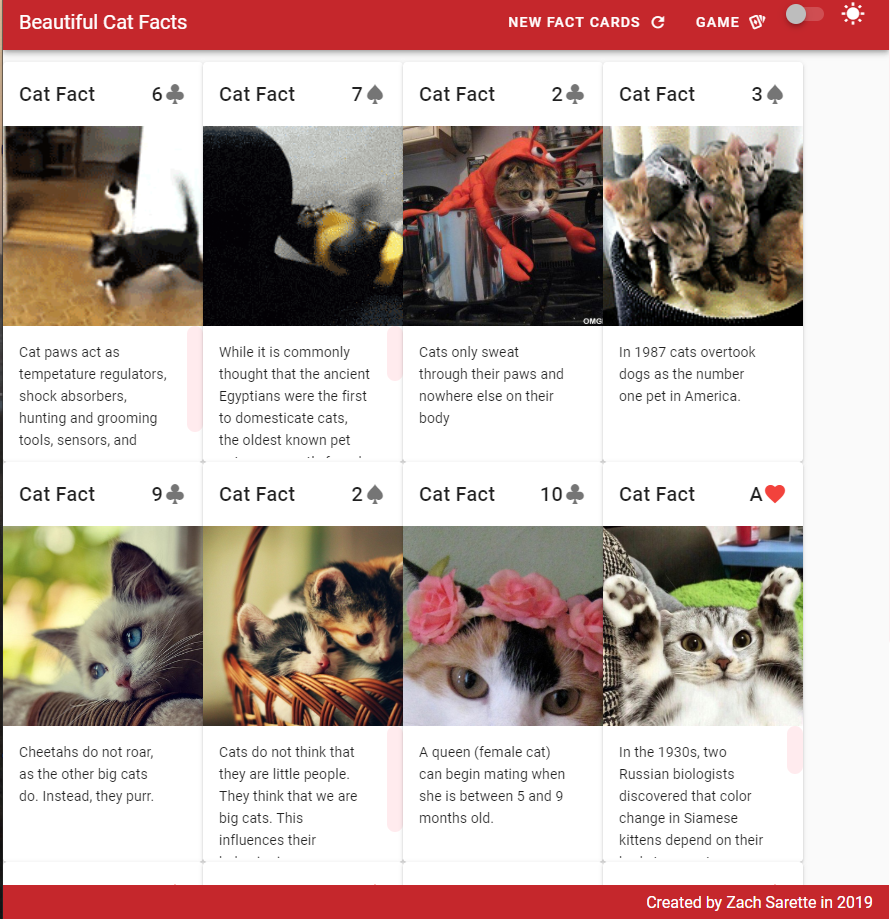 Beautiful Cat Facts
NEW FACT CARDS
GAME
Cat Fact 6
Cat Fact 7
Cat Fact 2
Cat Fact 3
OMG
Cat paws act as
tempetature regulators,
shock absorbers,
hunting and grooming
tools, sensors, and
While it is commonly
thought that the ancient
Egyptians were the first
to domesticate cats,
the oldest known pet
Cats only sweat
through their paws and
nowhere else on their
body
In 1987 cats overtook
dogs as the number
one pet in America.
Cat Fact 9
Cat Fact 2
Cat Fact 10
Cat Fact A
Cheetahs do not roar,
as the other big cats
do. Instead, they purr.
Cats do not think that
they are little people.
They think that we are
big cats. This
influences their
A queen (female cat)
can begin mating when
she is between 5 and 9
months old.
In the 1930s, two
Russian biologists
discovered that color
change in Siamese
kittens depend on their
Created by Zach Sarette in 2019